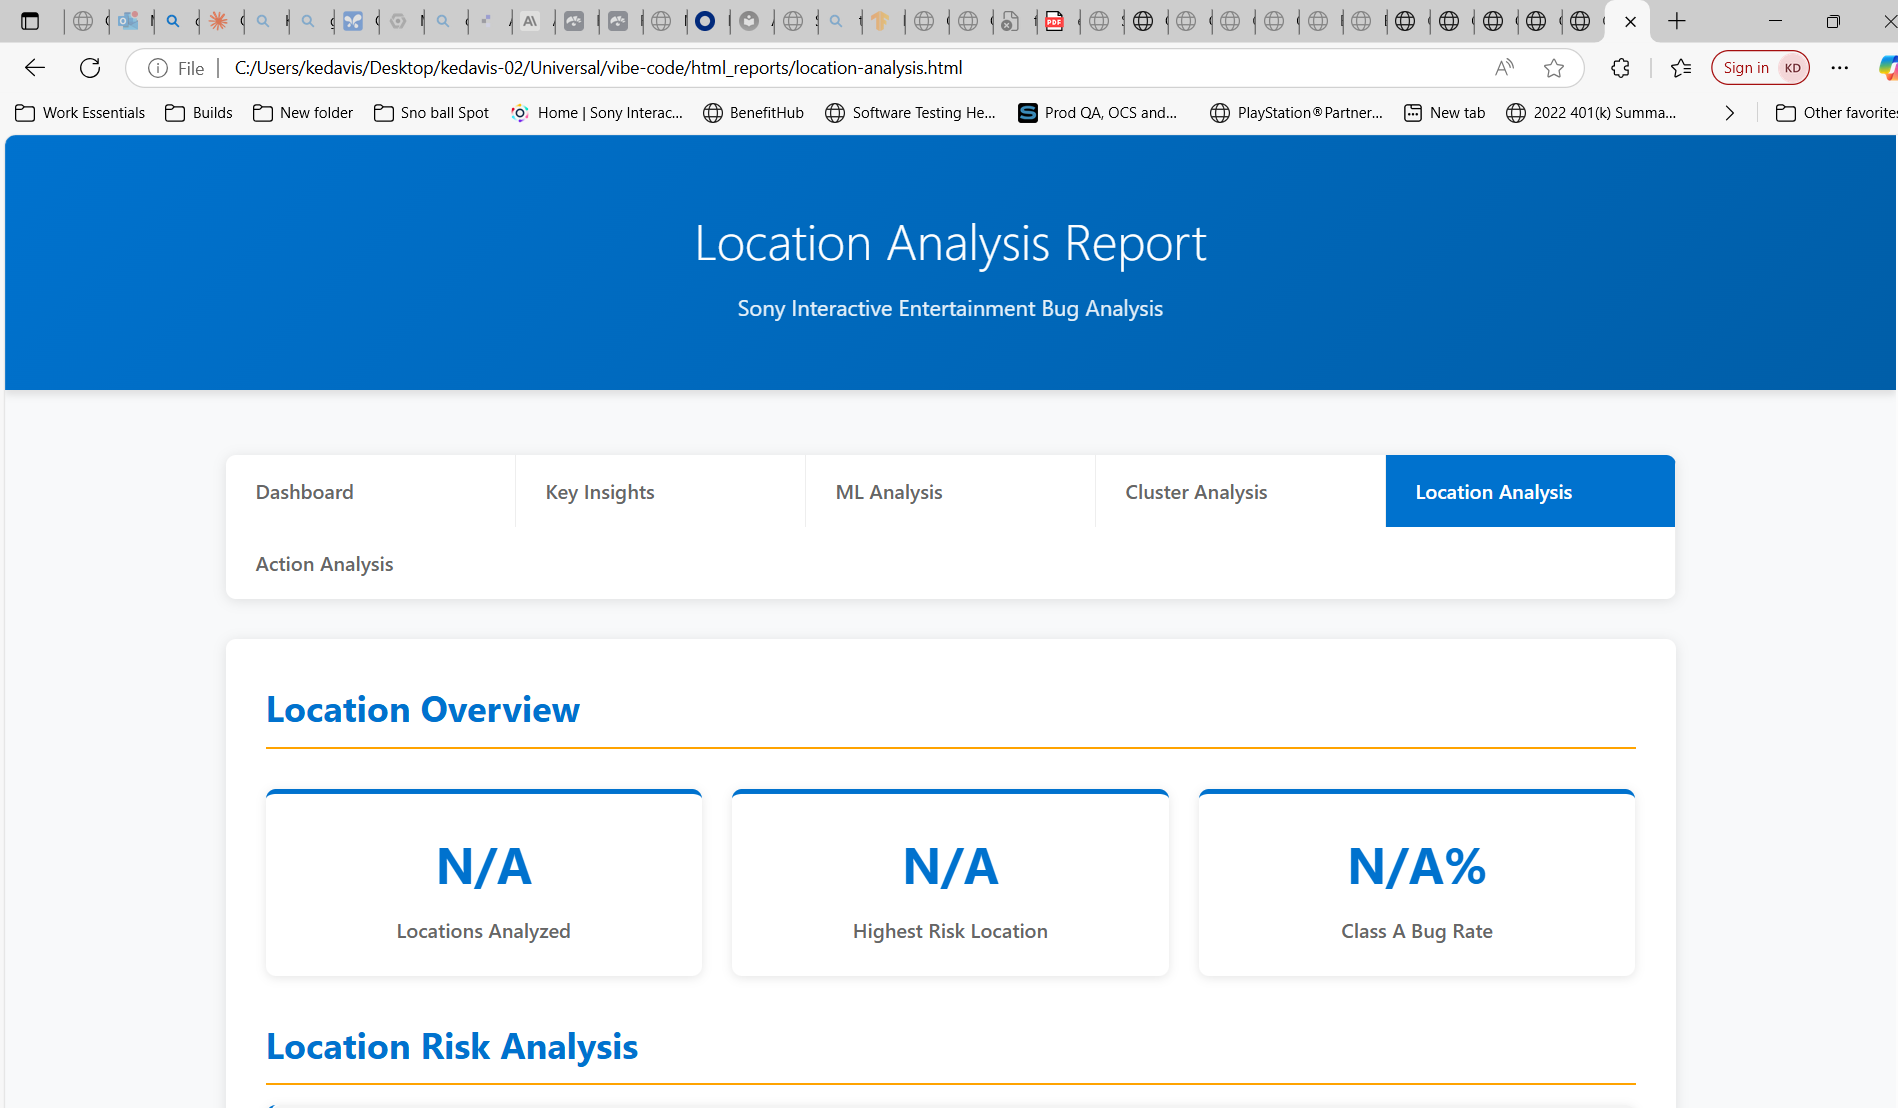 File
C:/Users/kedavis/Desktop/kedavis-02/Universal/vibe-code/html_reports/location-analysis.html
Sign in KD
Work Essentials Builds New folder Sno ball Spot Home | Sony Interac... BenefitHub Software Testing He... Prod QA, OCS and... PlayStation®Partner... New tab 2022 401(k) Summa... Other favorites
Location Analysis Report
Sony Interactive Entertainment Bug Analysis
Dashboard Key Insights ML Analysis Cluster Analysis Location Analysis
Action Analysis
Location Overview
N/A N/A N/A%
Locations Analyzed Highest Risk Location Class A Bug Rate
Location Risk Analysis